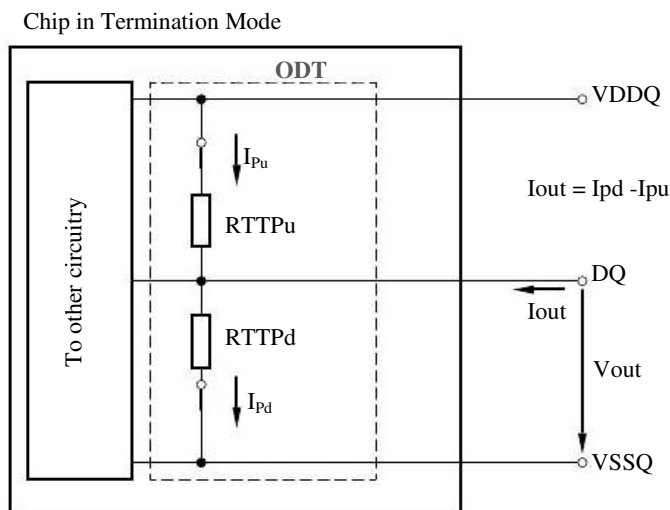 Chip in Termination Mode
ODT
VDDQ
IPu
Iout = Ipd -Ipu
RTTPu
To other circuitry
DQ
Iout
RTTPd
Vout
IPd
VSSQ